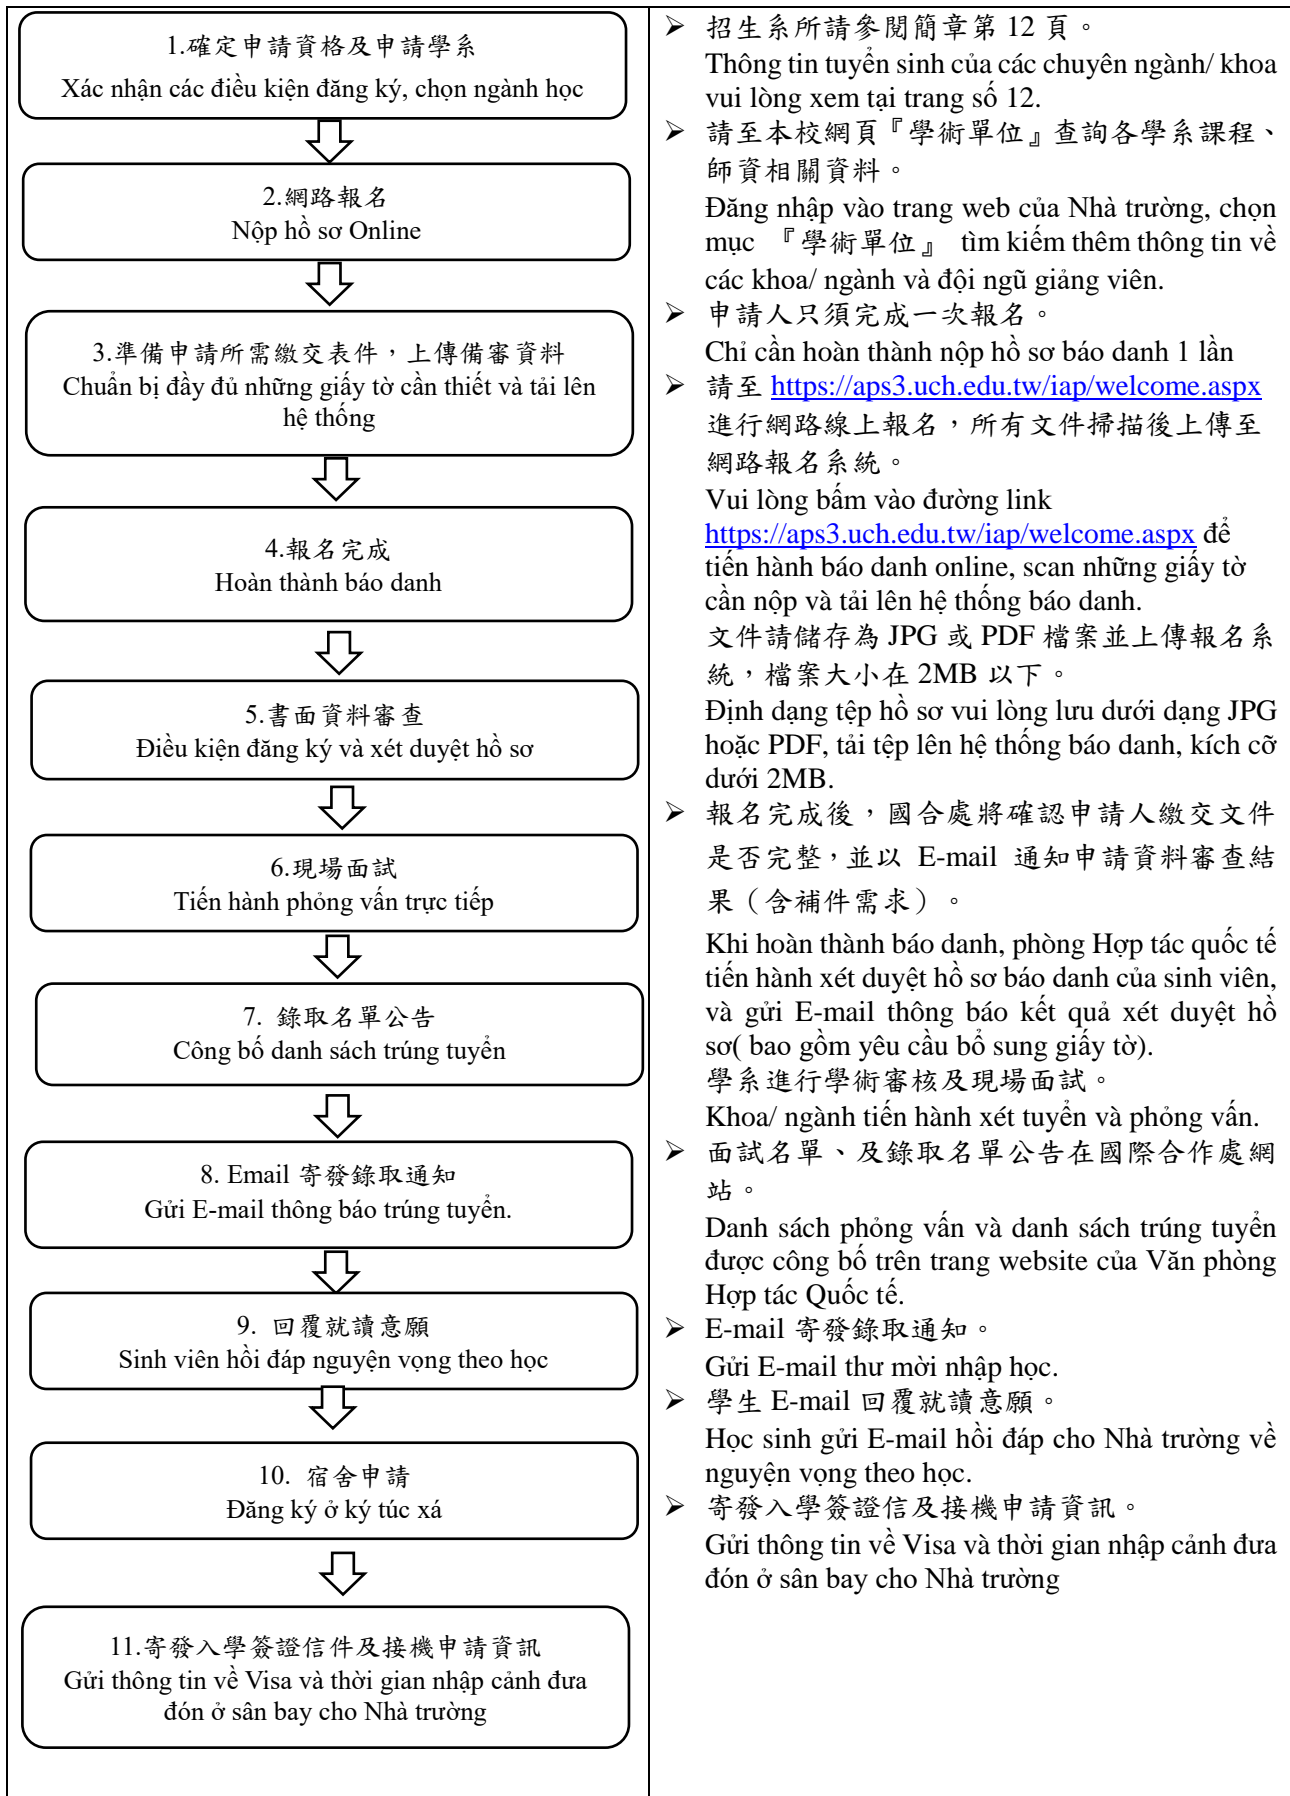 1.確定申請資格及申請學系
Xác nhận các điều kiện đăng ký, chọn ngành học
2.網路報名
Nộp hồ sơ Online
3.準備申請所需繳交表件，上傳備審資料
Chuẩn bị đầy đủ những giấy tờ cần thiết và tải lên
hệ thống
4.報名完成
Hoàn thành báo danh
5.書面資料審查
Điều kiện đăng ký và xét duyệt hồ sơ
6.現場面試
Tiến hành phỏng vấn trực tiếp
7. 錄取名單公告
Công bố danh sách trúng tuyển
8. Email 寄發錄取通知
Gửi E-mail thông báo trúng tuyển.
9. 回覆就讀意願
Sinh viên hồi đáp nguyện vọng theo học
10. 宿舍申請
Đăng ký ở ký túc xá
11.寄發入學簽證信件及接機申請資訊
Gửi thông tin về Visa và thời gian nhập cảnh đưa
đón ở sân bay cho Nhà trường
➢ 招生系所請參閱簡章第 12 頁。
Thông tin tuyển sinh của các chuyên ngành/ khoa
vui lòng xem tại trang số 12.
➢ 請至本校網頁『學術單位』查詢各學系課程、
師資相關資料。
Đăng nhập vào trang web của Nhà trường, chọn
mục 『學術單位』 tìm kiếm thêm thông tin về
các khoa/ ngành và đội ngũ giảng viên.
➢ 申請人只須完成一次報名。
Chỉ cần hoàn thành nộp hồ sơ báo danh 1 lần
➢ 請至 https://aps3.uch.edu.tw/iap/welcome.aspx
進行網路線上報名，所有文件掃描後上傳至
網路報名系統。
Vui lòng bấm vào đường link
https://aps3.uch.edu.tw/iap/welcome.aspx để
tiến hành báo danh online, scan những giấy tờ
cần nộp và tải lên hệ thống báo danh.
文件請儲存為 JPG 或 PDF 檔案並上傳報名系
統，檔案大小在 2MB 以下。
Định dạng tệp hồ sơ vui lòng lưu dưới dạng JPG
hoặc PDF, tải tệp lên hệ thống báo danh, kích cỡ
dưới 2MB.
➢ 報名完成後，國合處將確認申請人繳交文件
是否完整，並以 E-mail 通知申請資料審查結
果（含補件需求）。
Khi hoàn thành báo danh, phòng Hợp tác quốc tế
tiến hành xét duyệt hồ sơ báo danh của sinh viên,
và gửi E-mail thông báo kết quả xét duyệt hồ
sơ( bao gồm yêu cầu bổ sung giấy tờ).
學系進行學術審核及現場面試。
Khoa/ ngành tiến hành xét tuyển và phỏng vấn.
➢ 面試名單、及錄取名單公告在國際合作處網
站。
Danh sách phỏng vấn và danh sách trúng tuyển
được công bố trên trang website của Văn phòng
Hợp tác Quốc tế.
➢ E-mail 寄發錄取通知。
Gửi E-mail thư mời nhập học.
➢ 學生 E-mail 回覆就讀意願。
Học sinh gửi E-mail hồi đáp cho Nhà trường về
nguyện vọng theo học.
➢ 寄發入學簽證信及接機申請資訊。
Gửi thông tin về Visa và thời gian nhập cảnh đưa
đón ở sân bay cho Nhà trường